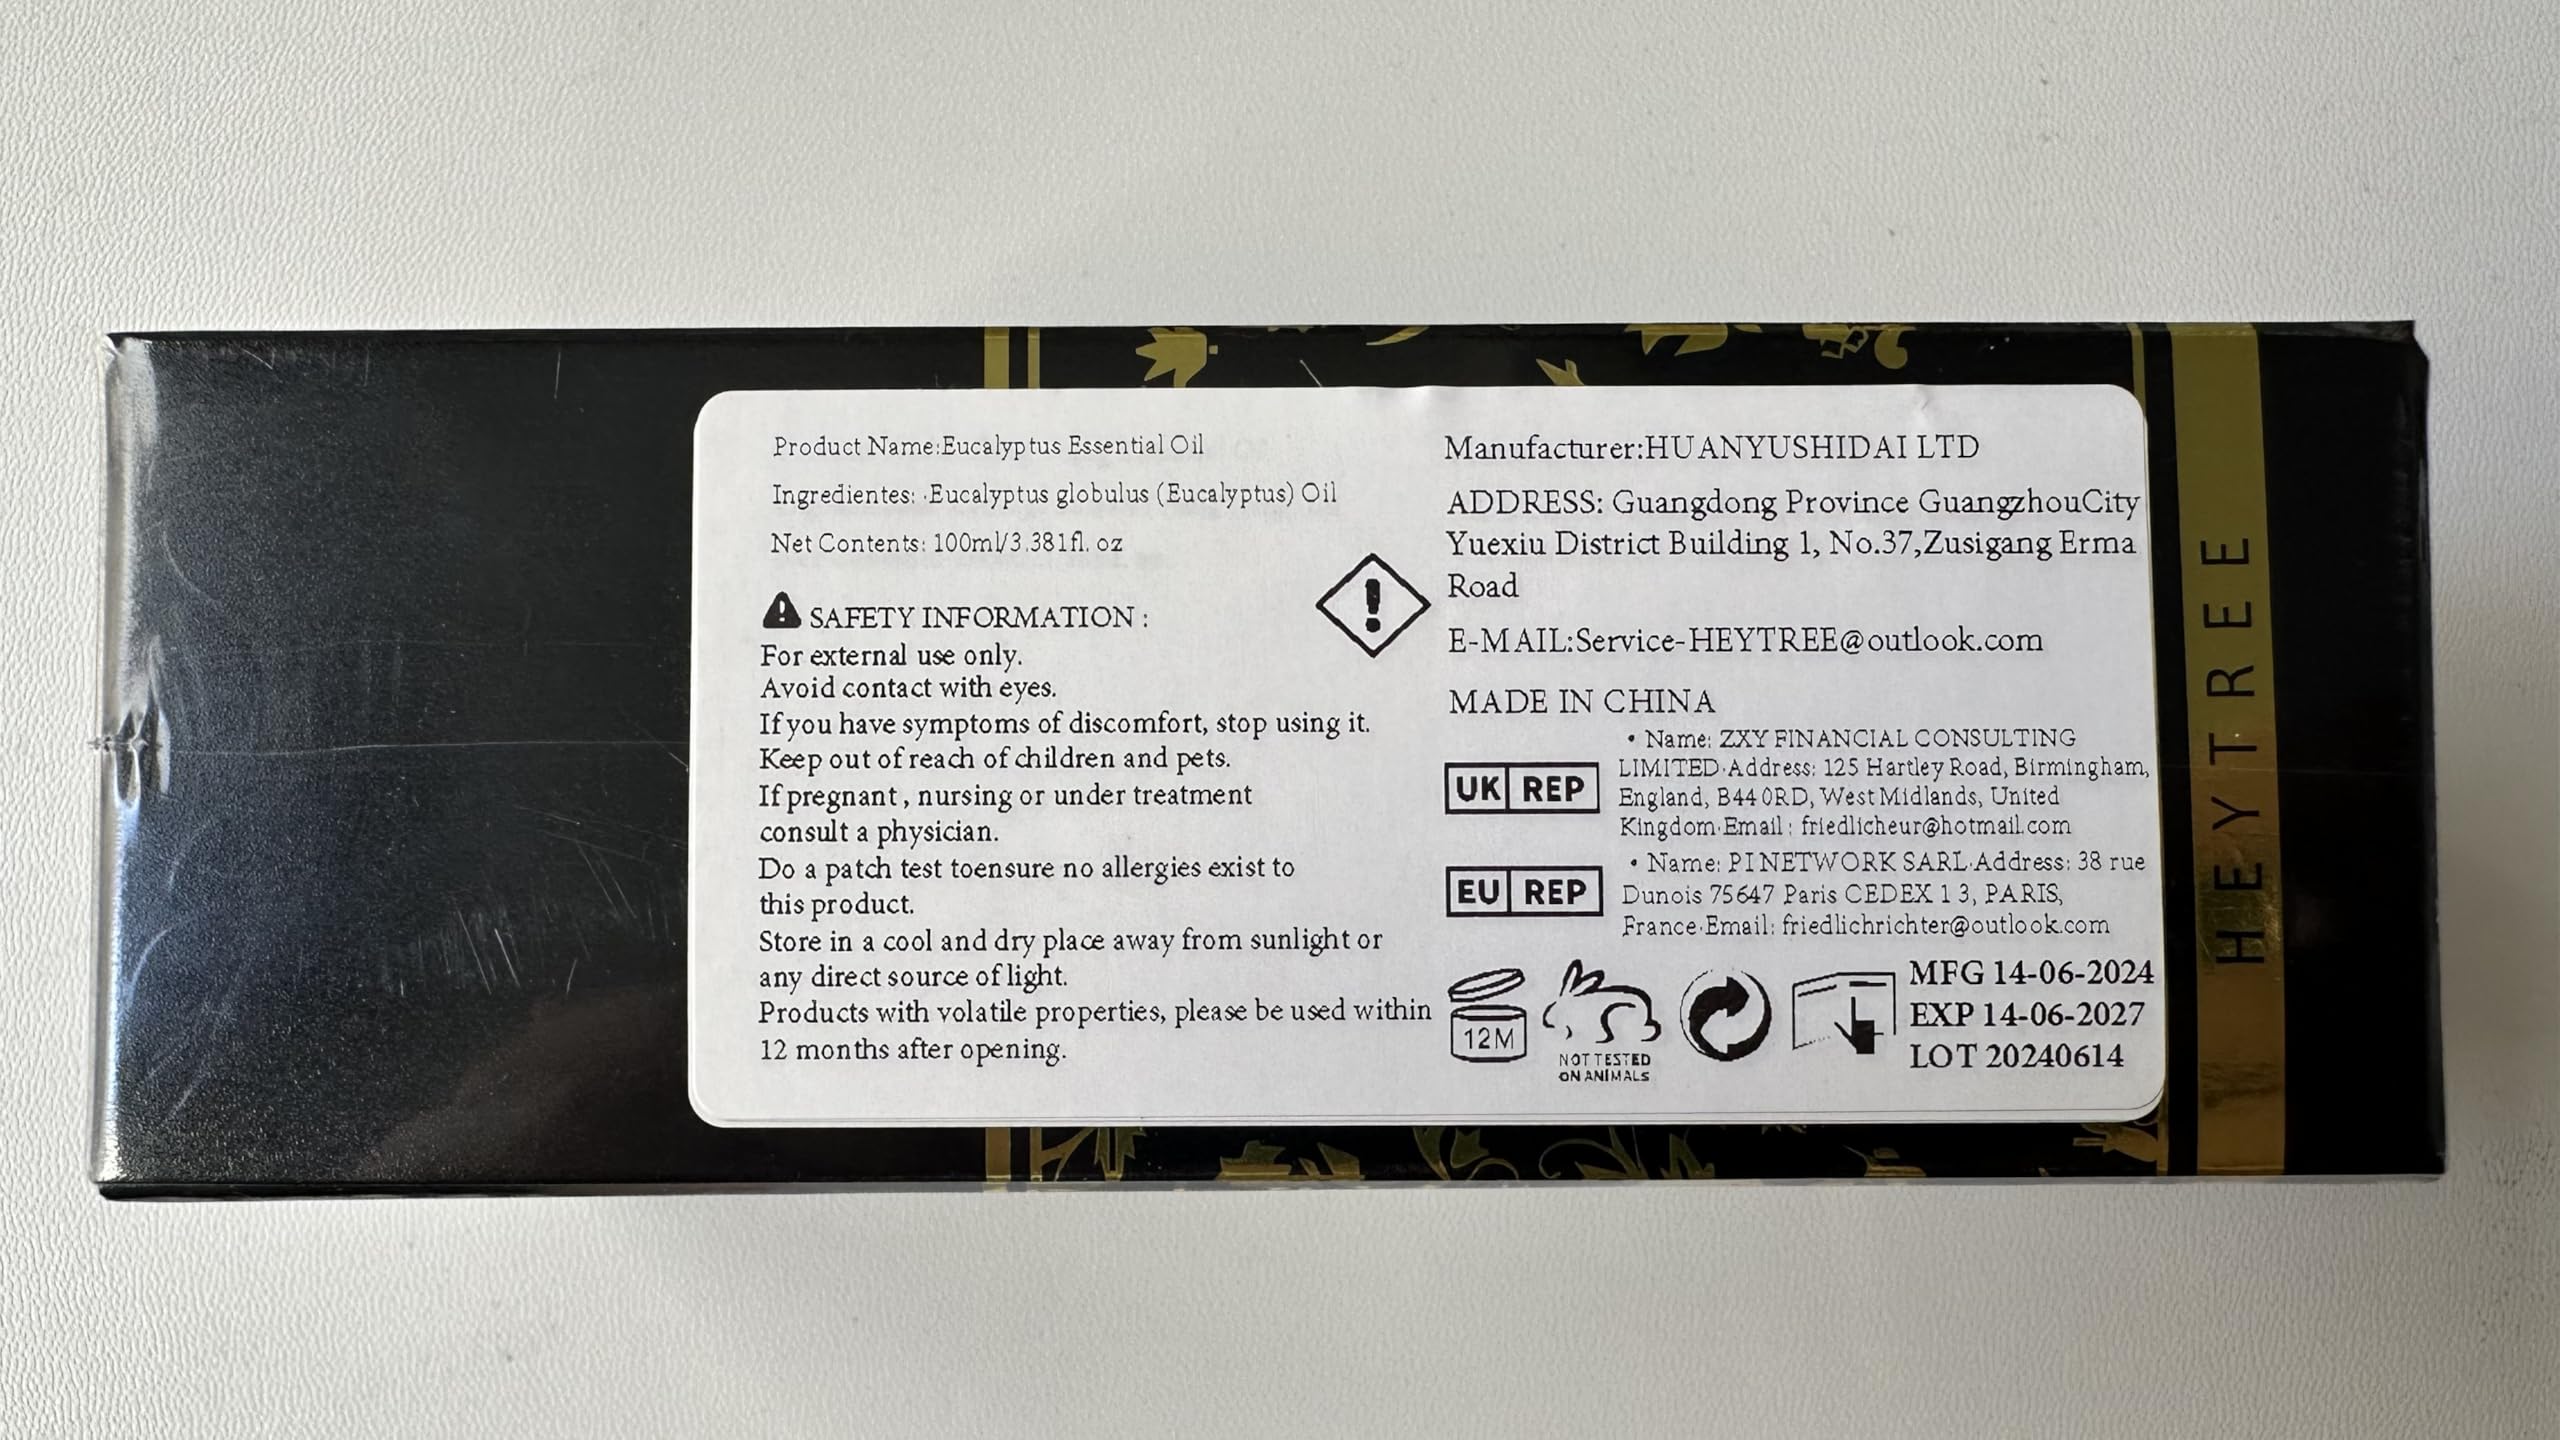 Product Name:Eucalyptus Essential Oil
Ingredientes: ·Eucalyptus globulus (Eucalyptus) Oil
Net Contents: 100ml/3.381fl. oz
SAFETY INFORMATION :
For external use only.
Avoid contact with eyes.
If you have symptoms of discomfort, stop using it.
Keep out of reach of children and pets.
If pregnant, nursing or under treatment
consult a physician.
Do a patch test toensure no allergies exist to
this product.
Store in a cool and dry place away from sunlight or
any direct source of light.
Products with volatile properties, please be used within
12 months after opening.
Manufacturer:HUANYUSHIDAI LTD
ADDRESS: Guangdong Province GuangzhouCity
Yuexiu District Building 1, No.37,Zusigang Erma
Road
E-MAIL:Service-HEYTREE@outlook.com
MADE IN CHINA
UK REP
• Name: ZXY FINANCIAL CONSULTING
LIMITED·Address: 125 Hartley Road, Birmingham,
England, B44 0RD, West Midlands, United
Kingdom·Email: friedlicheur@hotmail.com
EU REP
• Name: PI NETWORK SARL·Address: 38 rue
Dunois 75647 Paris CEDEX 1 3, PARIS,
France·Email: friedlichrichter@outlook.com
12M
NOT TESTED
ON ANIMALS
MFG 14-06-2024
EXP 14-06-2027
LOT 20240614
HEYTREE